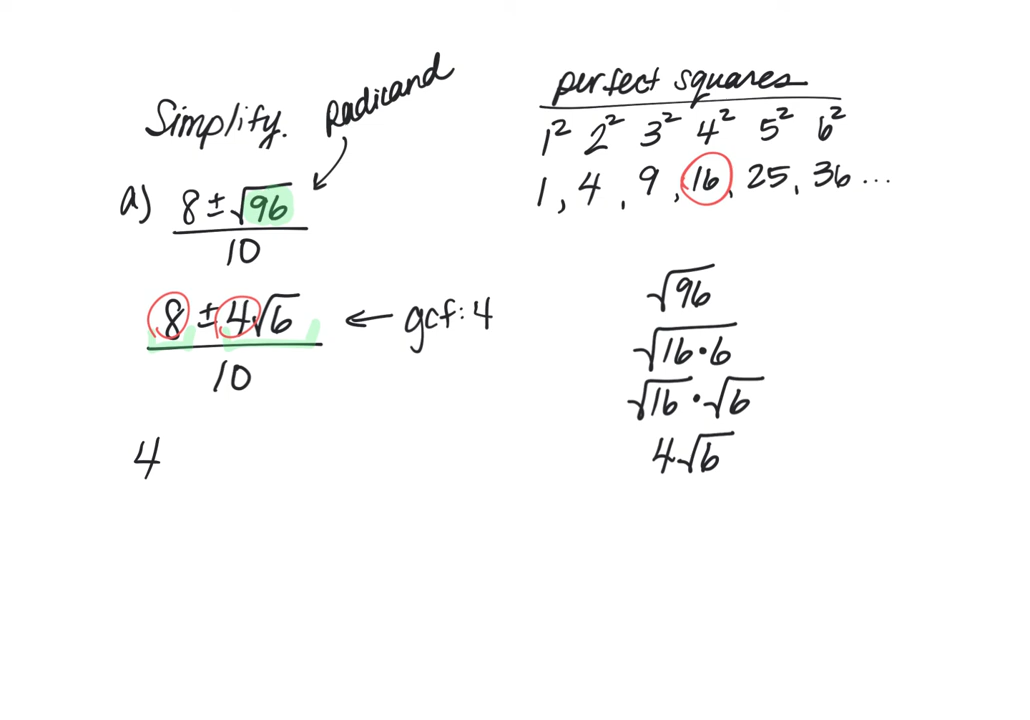 Simplify.
Radicand
a) 8 ± √96
10
8 ± 4√6 ← gcf: 4
10
4
perfect squares
1² 2² 3² 4² 5² 6²
1, 4, 9, 16, 25, 36 ...
√96
√16·6
√16 · √6
4√6